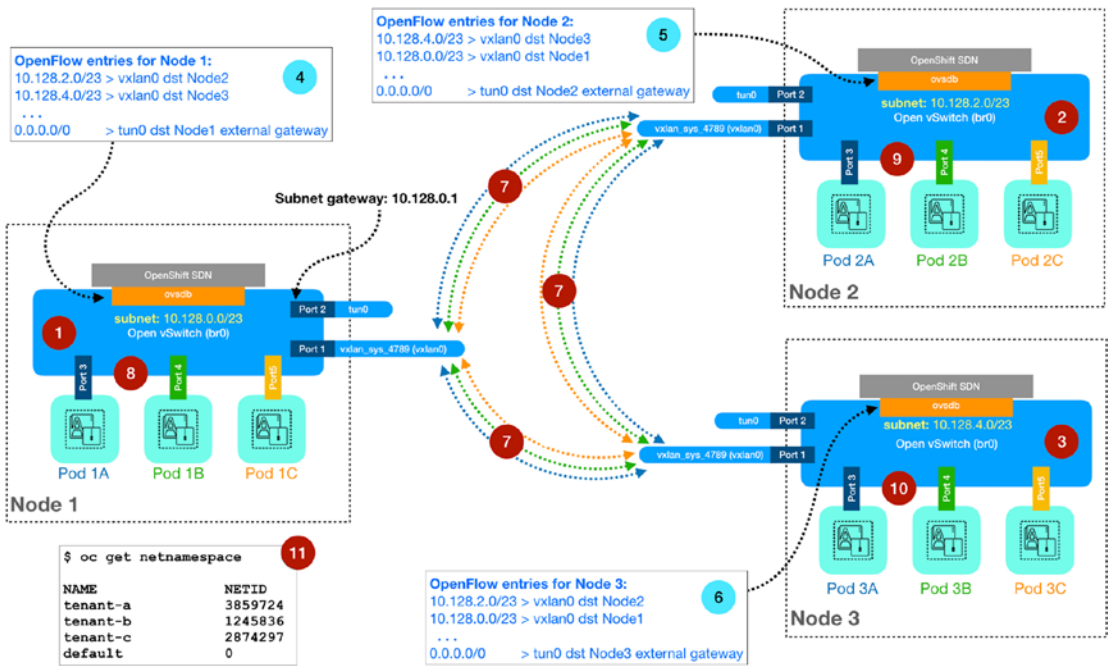 OpenFlow entries for Node 1:
10.128.2.0/23 > vxlan0 dst Node2
10.128.4.0/23 > vxlan0 dst Node3
...
0.0.0.0/0 > tun0 dst Node1 external gateway
4
OpenFlow entries for Node 2:
10.128.4.0/23 > vxlan0 dst Node3
10.128.0.0/23 > vxlan0 dst Node1
...
0.0.0.0/0 > tun0 dst Node2 external gateway
5
OpenShift SDN
ovsdb
subnet: 10.128.2.0/23
Open vSwitch (br0)
2
tun0
Port 2
vxlan_sys_4789 (vxlan0)
Port 1
Port 3
9
Port 4
Port5
Pod 2A
Pod 2B
Pod 2C
Node 2
7
7
7
Subnet gateway: 10.128.0.1
OpenShift SDN
ovsdb
subnet: 10.128.0.0/23
Open vSwitch (br0)
1
Port 2
tun0
Port 1
vxlan_sys_4789 (vxlan0)
Port 3
8
Port 4
Port5
Pod 1A
Pod 1B
Pod 1C
Node 1
OpenShift SDN
ovsdb
subnet: 10.128.4.0/23
Open vSwitch (br0)
3
tun0
Port 2
vxlan_sys_4789 (vxlan0)
Port 1
Port 3
10
Port 4
Port5
Pod 3A
Pod 3B
Pod 3C
Node 3
$ oc get netnamespace
11
NAME NETID
tenant-a 3859724
tenant-b 1245836
tenant-c 2874297
default 0
OpenFlow entries for Node 3:
10.128.2.0/23 > vxlan0 dst Node2
10.128.0.0/23 > vxlan0 dst Node1
...
0.0.0.0/0 > tun0 dst Node3 external gateway
6